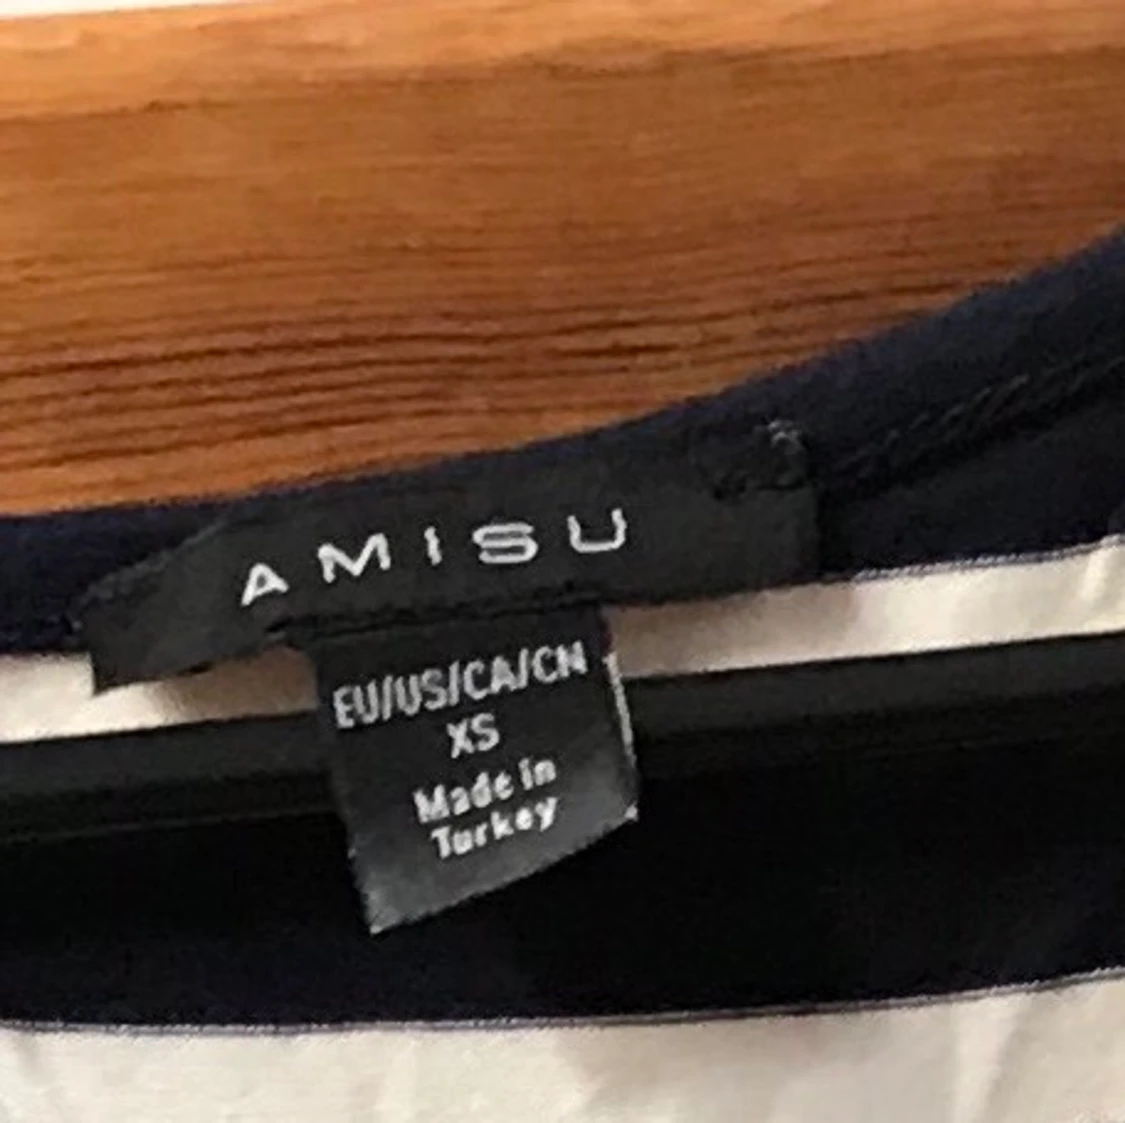 AMISU
EU/US/CA/CN
XS
Made in
Turkey